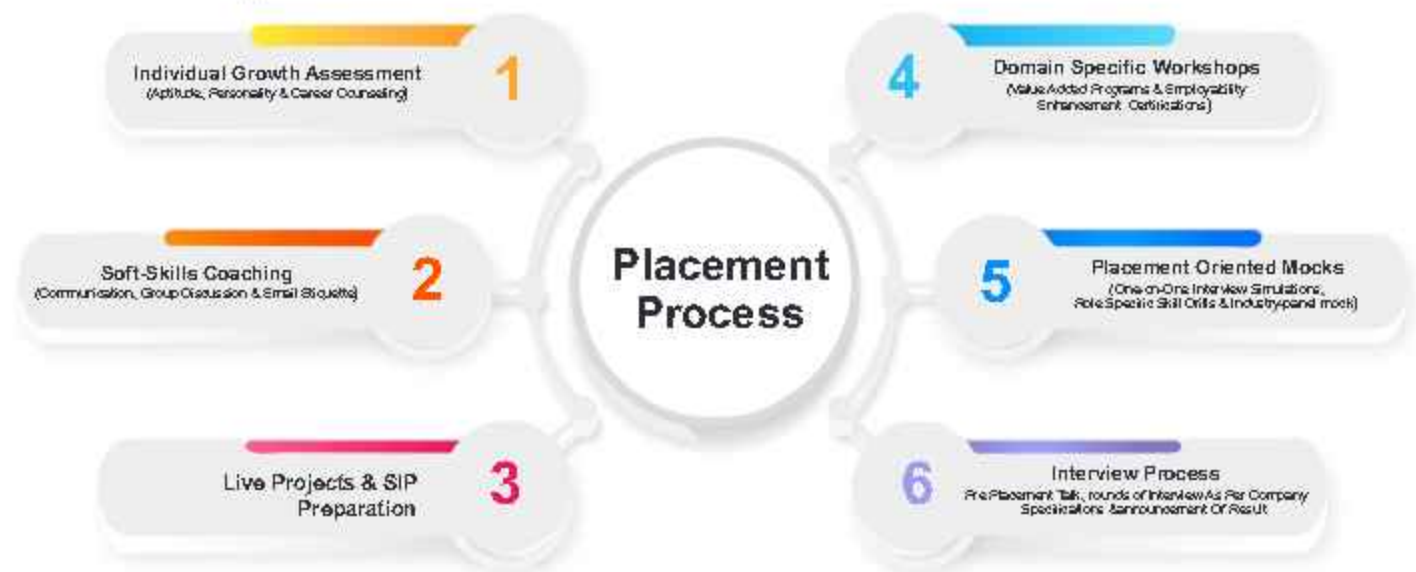 1
Individual Growth Assessment
(Aptitude, Personality & Career Counseling)
2
Soft-Skills Coaching
(Communication, Group Discussion & Email Etiquette)
3
Live Projects & SIP
Preparation
Placement
Process
4
Domain Specific Workshops
(Value Added Programs & Employability
Enhancement Certifications)
5
Placement Oriented Mocks
(One-on-One Interview Simulations,
Role Specific Skill Drills & Industry-panel mock)
6
Interview Process
Pre Placement Talk, rounds of Interview As Per Company
Specifications &announcement Of Result